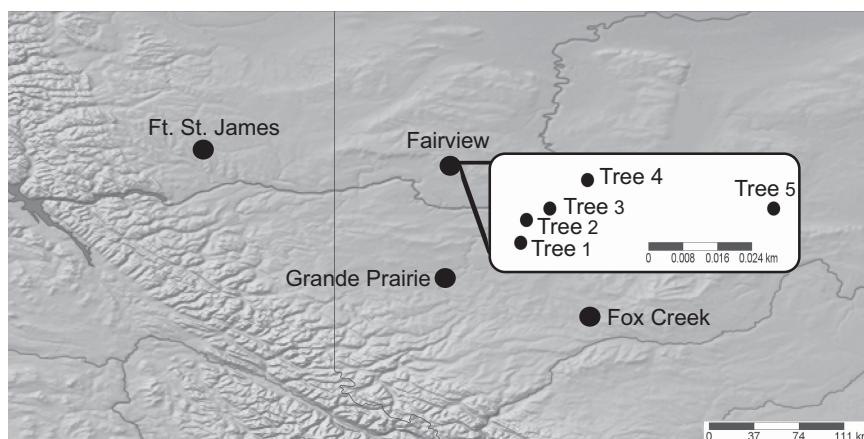 Ft. St. James
Fairview
Tree 4
Tree 5
Tree 3
Tree 2
Tree 1
0 0.008 0.016 0.024 km
Grande Prairie
Fox Creek
0 37 74 111 km